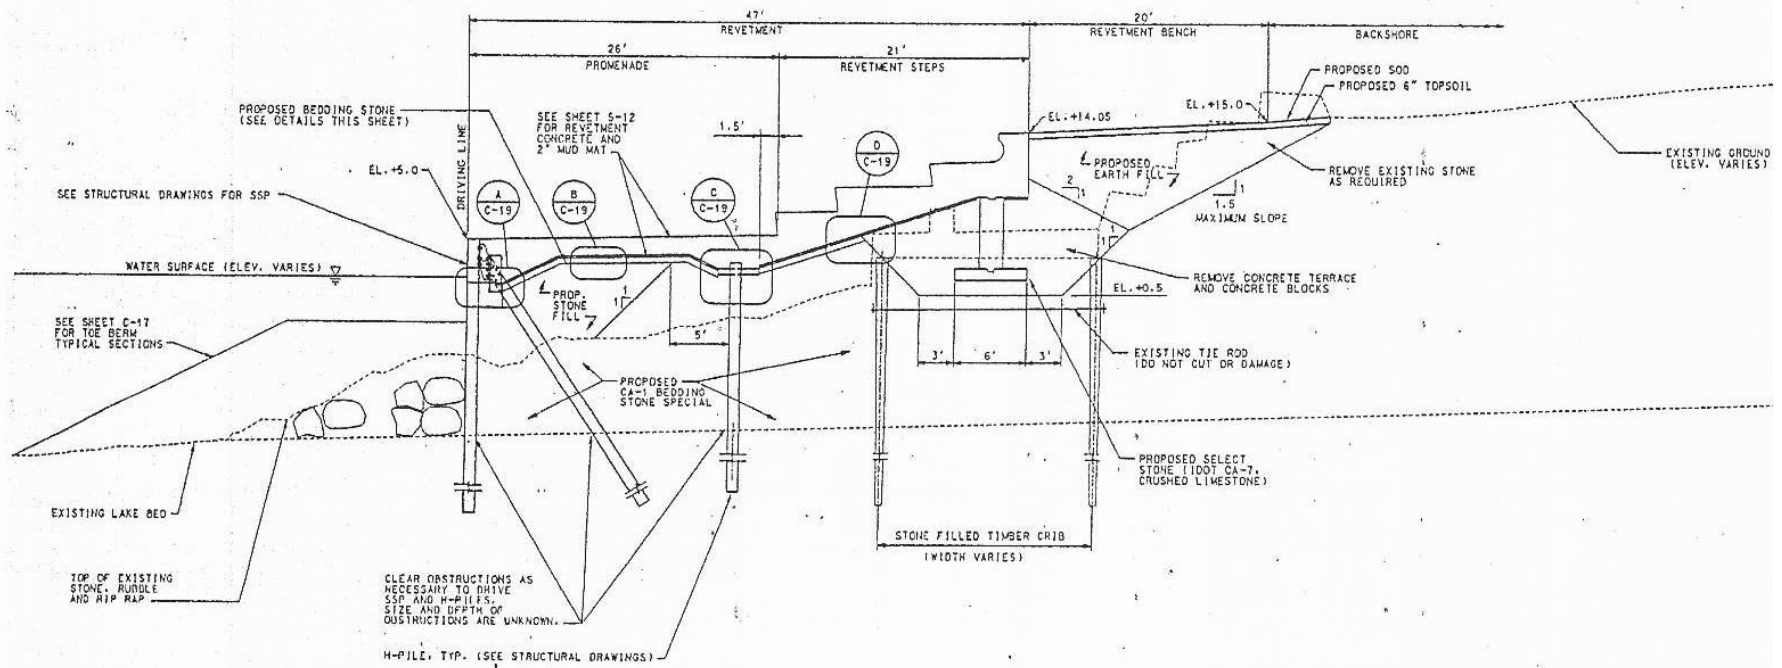 47'
REVETMENT
20'
REVETMENT BENCH
BACKSHORE
26'
PROMENADE
21'
REVETMENT STEPS
PROPOSED SOD
PROPOSED 6" TOPSOIL
PROPOSED BEDDING STONE
(SEE DETAILS THIS SHEET)
SEE SHEET S-12
FOR REVETMENT
CONCRETE AND
2" MUD MAT
1.5'
EL.+15.0
EL.+14.05
D
C-19
DRIVING LINE
EL.+5.0
PROPOSED
EARTH FILL
2
1
1
1.5
MAXIMUM SLOPE
REMOVE EXISTING STONE
AS REQUIRED
EXISTING GROUND
(ELEV. VARIES)
SEE STRUCTURAL DRAWINGS FOR SSP
A
C-19
B
C-19
C
C-19
1
1
WATER SURFACE (ELEV. VARIES)
PROP.
STONE
FILL
1
1
EL.+0.5
REMOVE CONCRETE TERRACE
AND CONCRETE BLOCKS
SEE SHEET C-17
FOR TOE BERM
TYPICAL SECTIONS
5'
3'
6'
3'
EXISTING TIE ROD
(DO NOT CUT OR DAMAGE)
PROPOSED
CA-1 BEDDING
STONE SPECIAL
PROPOSED SELECT
STONE (IDOT CA-7,
CRUSHED LIMESTONE)
EXISTING LAKE BED
STONE FILLED TIMBER CRIB
(WIDTH VARIES)
TOP OF EXISTING
STONE, RUBBLE
AND RIP RAP
CLEAR OBSTRUCTIONS AS
NECESSARY TO DRIVE
SSP AND H-PILES.
SIZE AND DEPTH OF
OBSTRUCTIONS ARE UNKNOWN.
H-PILE, TYP. (SEE STRUCTURAL DRAWINGS)